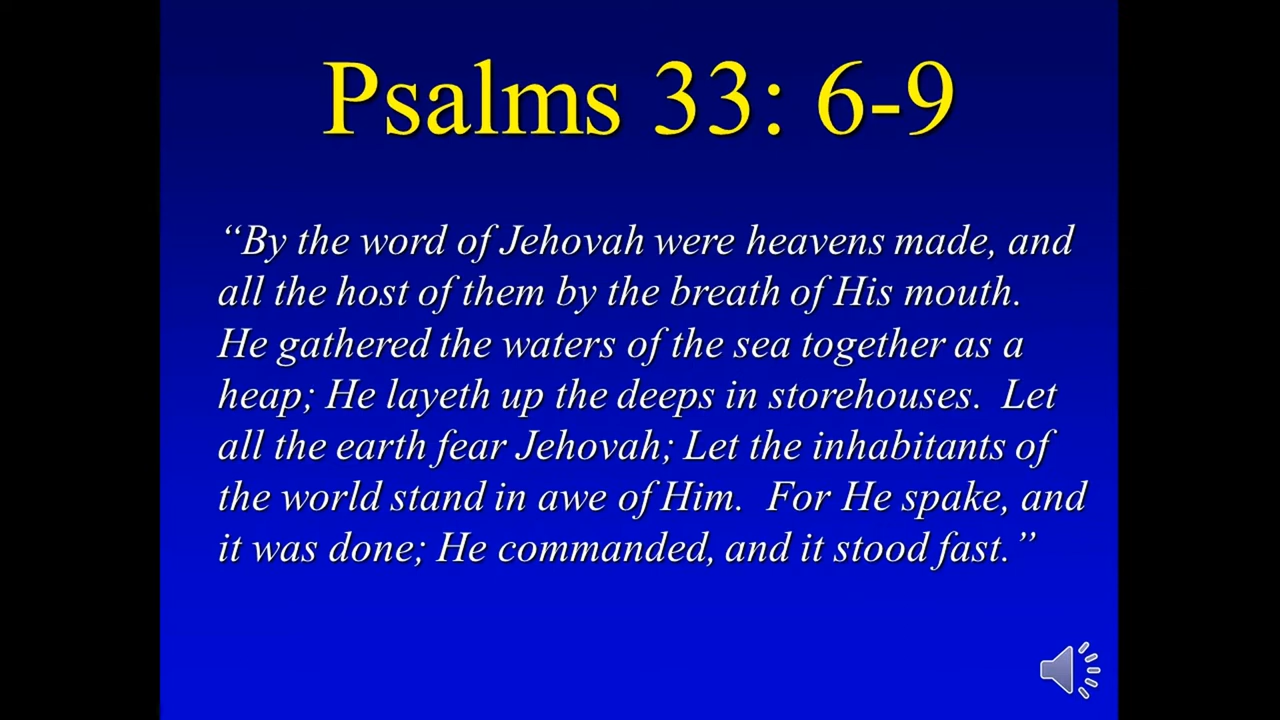 Psalms 33: 6-9
“By the word of Jehovah were heavens made, and
all the host of them by the breath of His mouth.
He gathered the waters of the sea together as a
heap; He layeth up the deeps in storehouses.  Let
all the earth fear Jehovah; Let the inhabitants of
the world stand in awe of Him.  For He spake, and
it was done; He commanded, and it stood fast.”